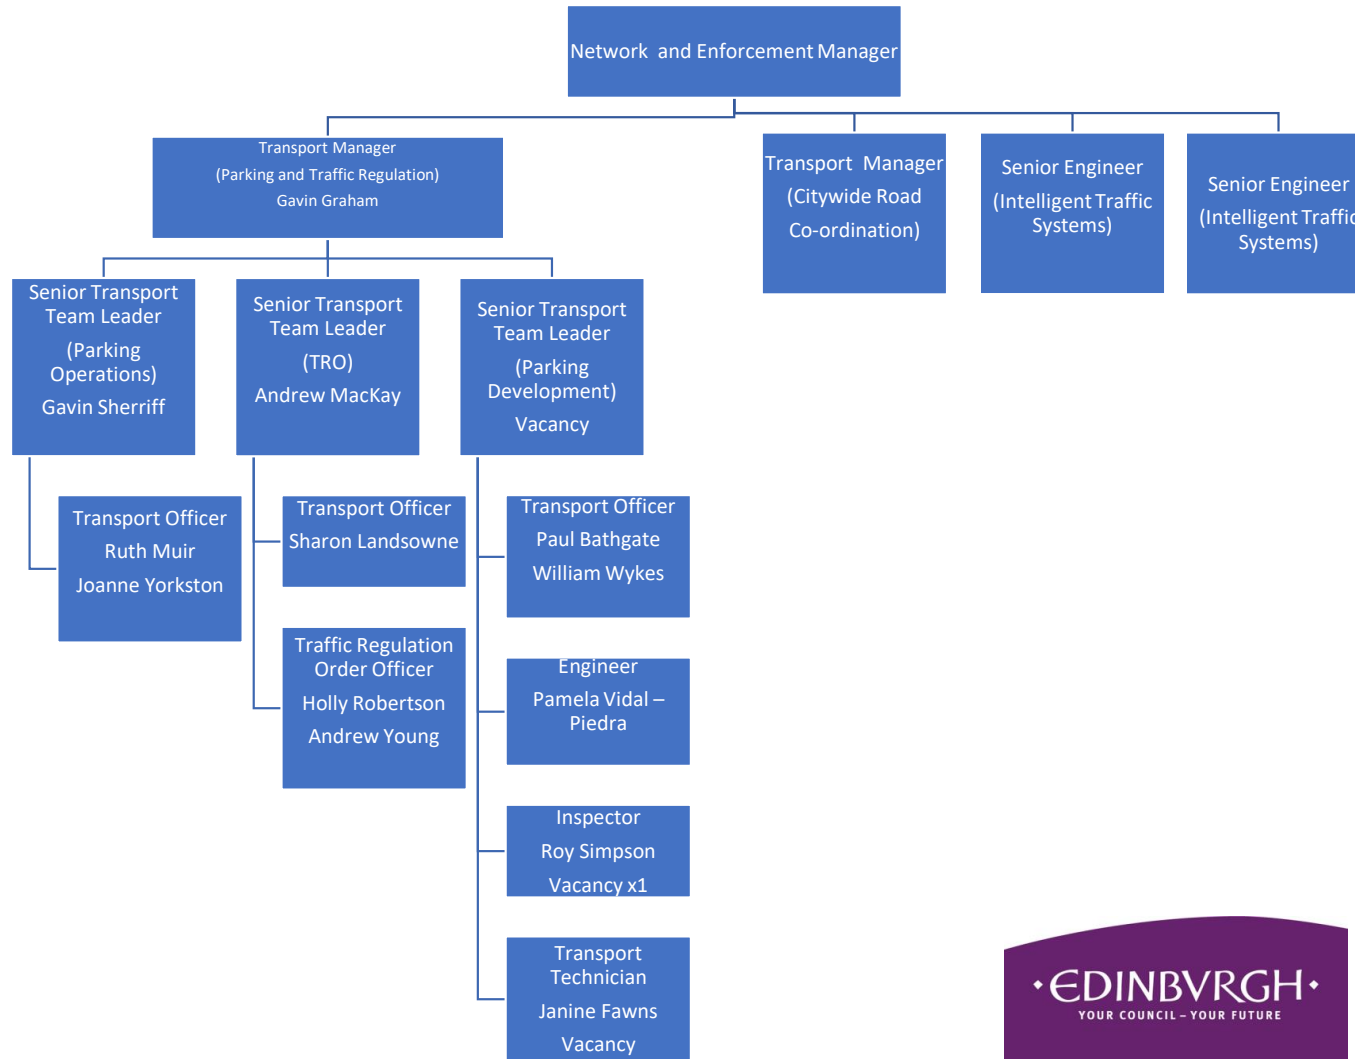 Network and Enforcement Manager
Transport Manager
(Parking and Traffic Regulation)
Gavin Graham
Transport Manager
(Citywide Road
Co-ordination)
Senior Engineer
(Intelligent Traffic
Systems)
Senior Engineer
(Intelligent Traffic
Systems)
Senior Transport
Team Leader
(Parking
Operations)
Gavin Sherriff
Senior Transport
Team Leader
(TRO)
Andrew MacKay
Senior Transport
Team Leader
(Parking
Development)
Vacancy
Transport Officer
Ruth Muir
Joanne Yorkston
Transport Officer
Sharon Landsowne
Traffic Regulation
Order Officer
Holly Robertson
Andrew Young
Transport Officer
Paul Bathgate
William Wykes
Engineer
Pamela Vidal –
Piedra
Inspector
Roy Simpson
Vacancy x1
Transport
Technician
Janine Fawns
Vacancy
·EDINBVRGH·
YOUR COUNCIL – YOUR FUTURE